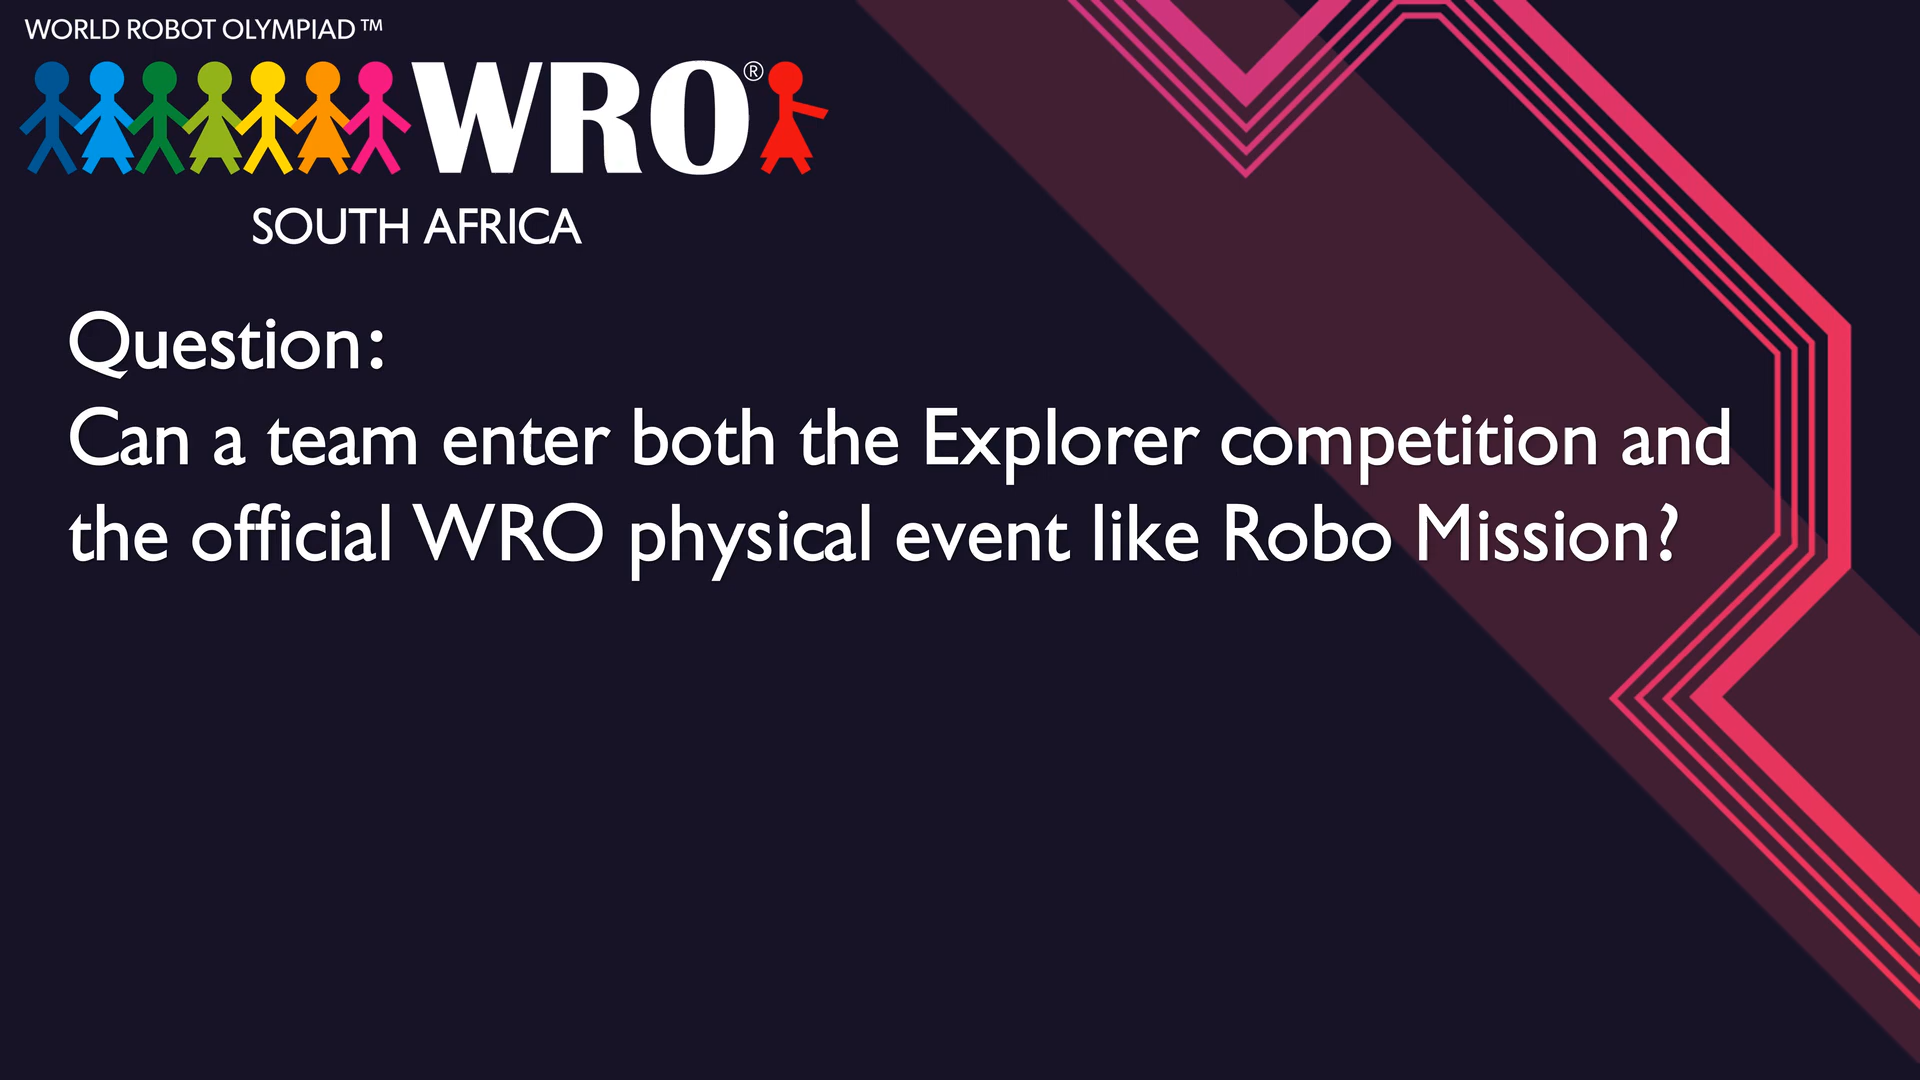 WORLD ROBOT OLYMPIAD™
WRO®
SOUTH AFRICA
Question:
Can a team enter both the Explorer competition and
the official WRO physical event like Robo Mission?